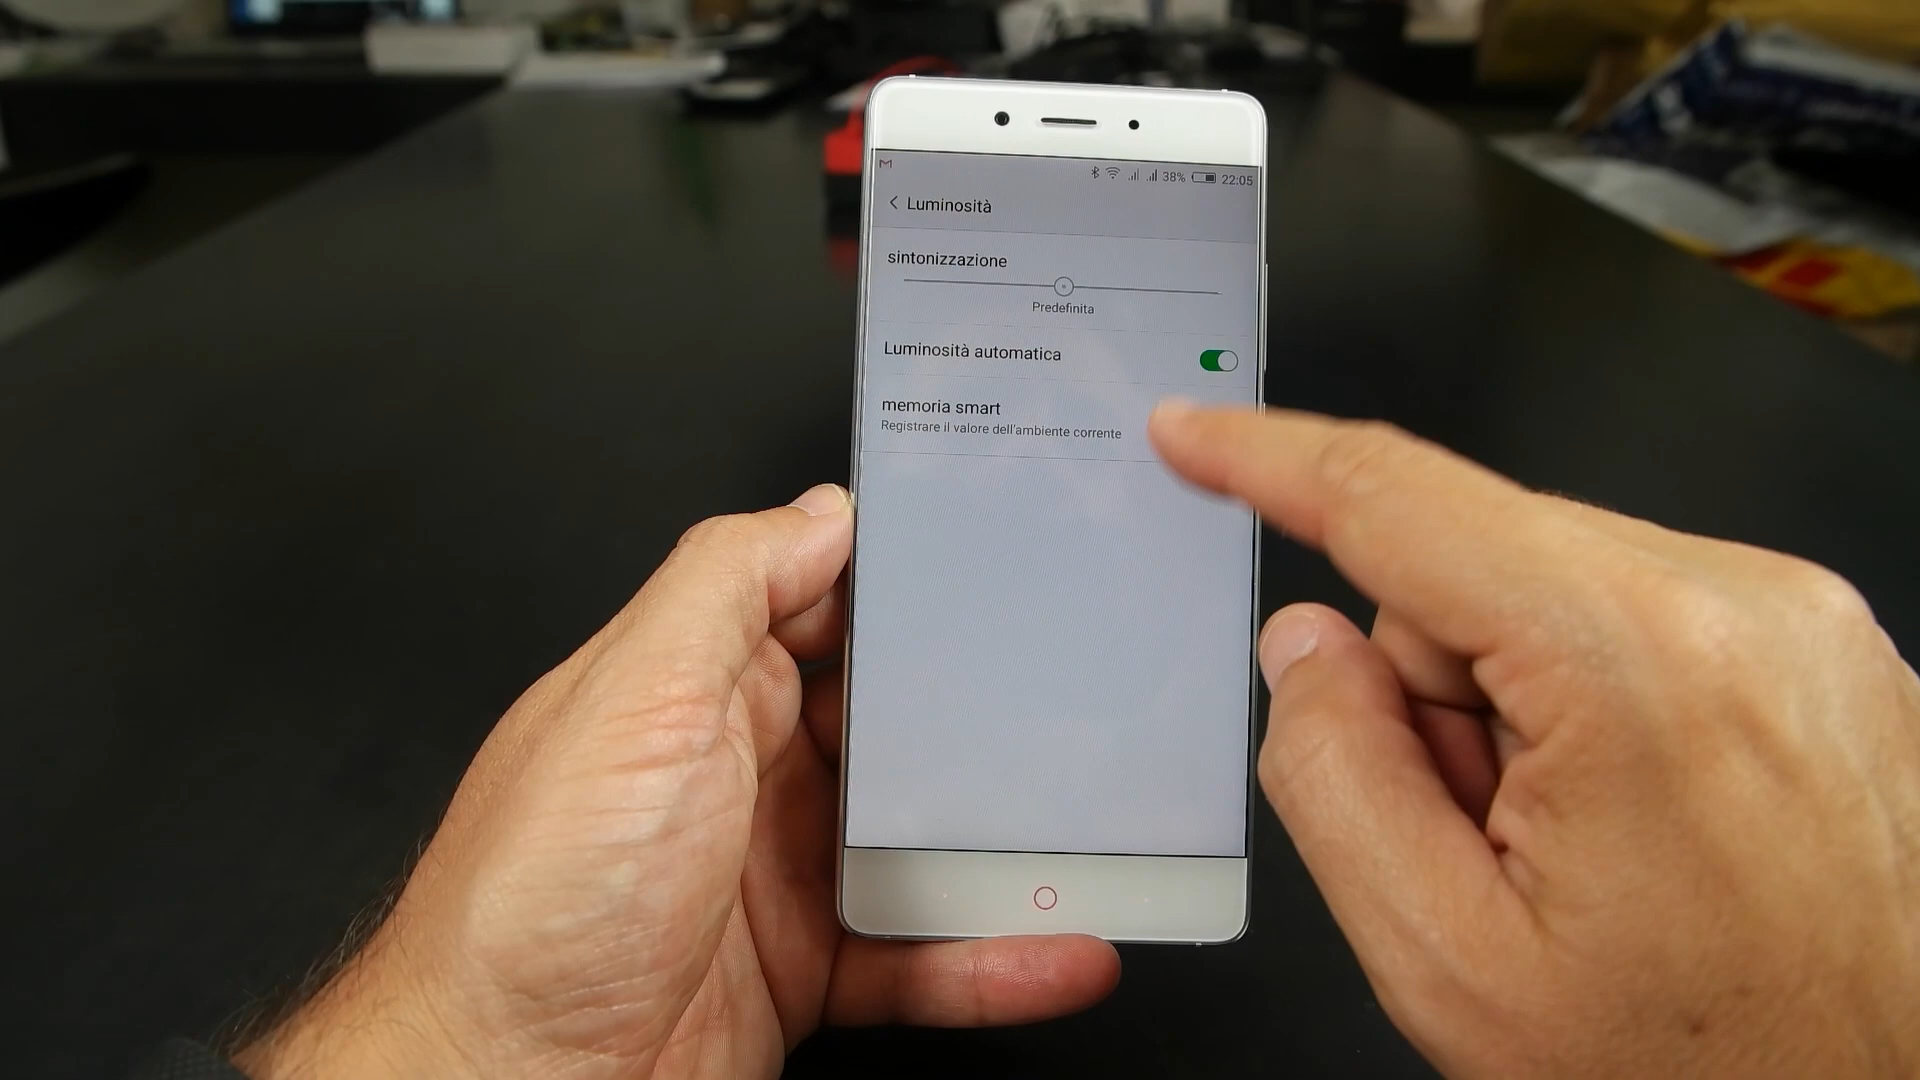 38% 22:05
Luminosità
sintonizzazione
Predefinita
Luminosità automatica
memoria smart
Registrare il valore dell'ambiente corrente